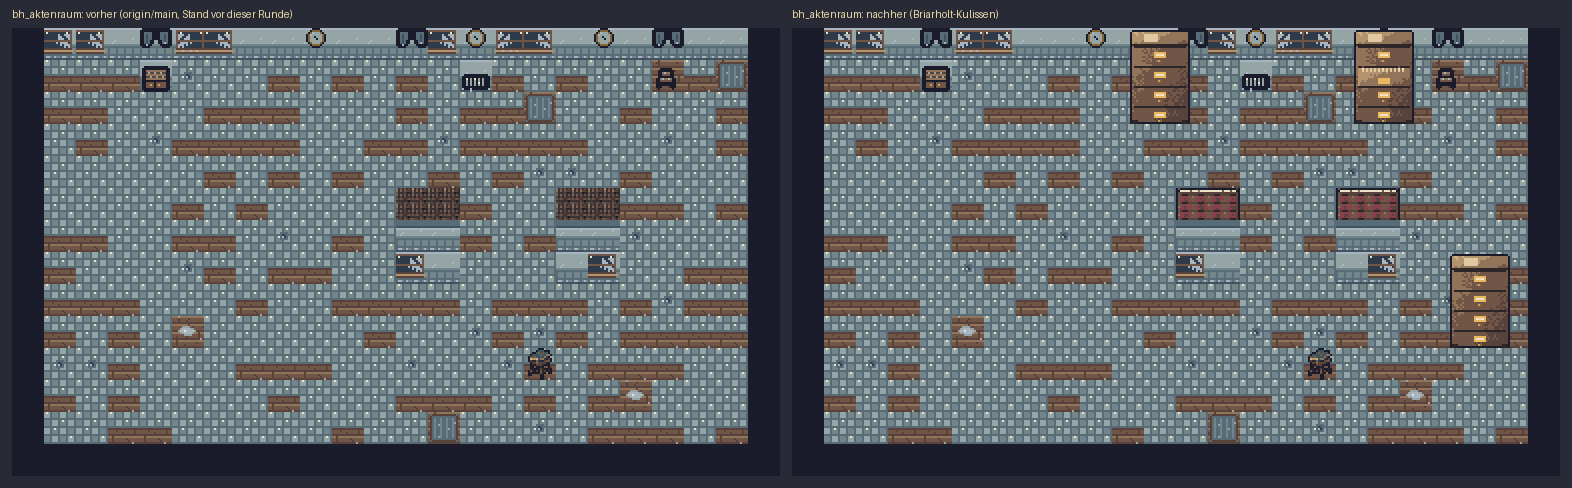 bh_aktenraum: vorher (origin/main, Stand vor dieser Runde)
bh_aktenraum: nachher (Briarholt-Kulissen)